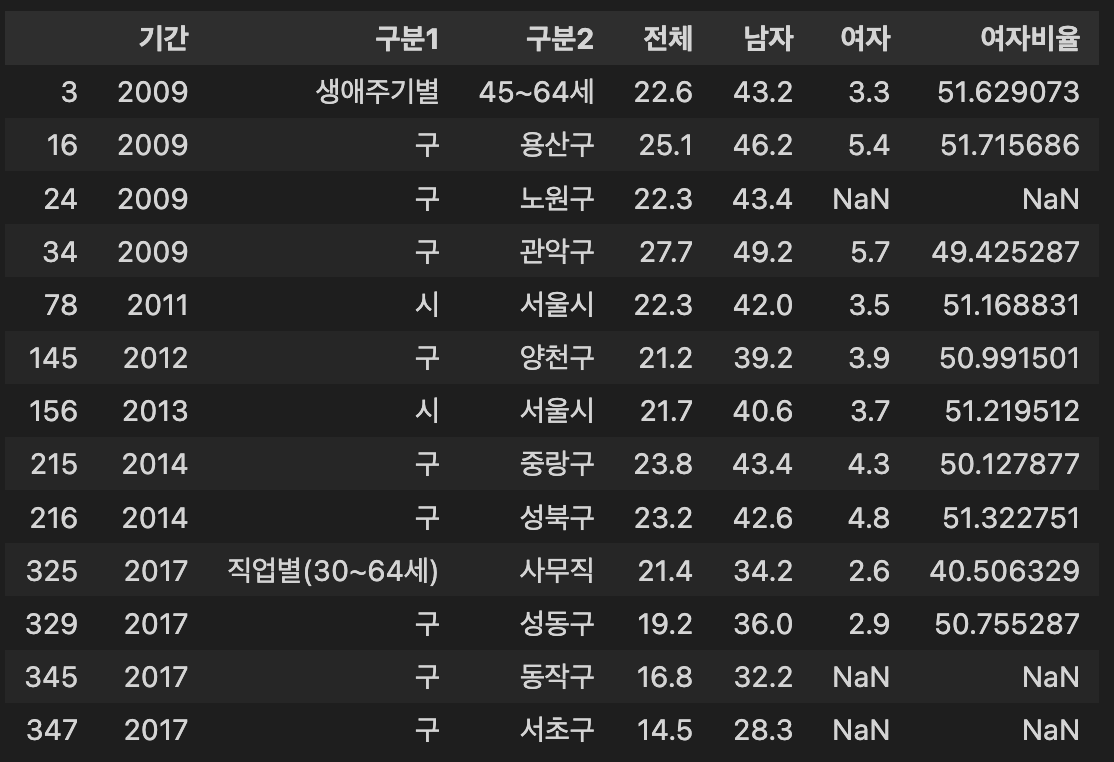 기간 구분1 구분2 전체 남자 여자 여자비율
3 2009 생애주기별 45~64세 22.6 43.2 3.3 51.629073
16 2009 구 용산구 25.1 46.2 5.4 51.715686
24 2009 구 노원구 22.3 43.4 NaN NaN
34 2009 구 관악구 27.7 49.2 5.7 49.425287
78 2011 시 서울시 22.3 42.0 3.5 51.168831
145 2012 구 양천구 21.2 39.2 3.9 50.991501
156 2013 시 서울시 21.7 40.6 3.7 51.219512
215 2014 구 중랑구 23.8 43.4 4.3 50.127877
216 2014 구 성북구 23.2 42.6 4.8 51.322751
325 2017 직업별(30~64세) 사무직 21.4 34.2 2.6 40.506329
329 2017 구 성동구 19.2 36.0 2.9 50.755287
345 2017 구 동작구 16.8 32.2 NaN NaN
347 2017 구 서초구 14.5 28.3 NaN NaN